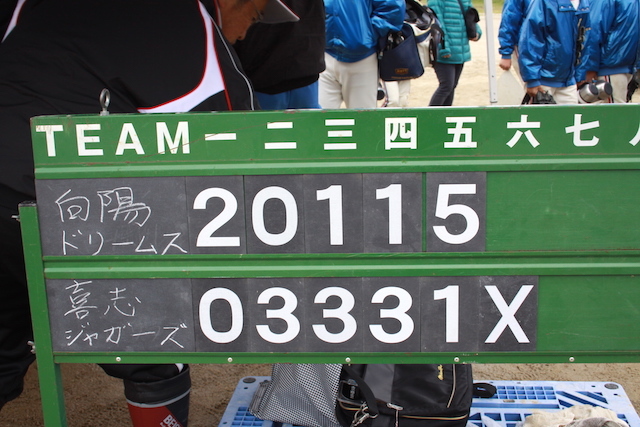 TEAM 一 二 三 四 五 六 七
向陽
ドリームス
2 0 1 1 5
喜志
ジャガーズ
0 3 3 3 1 X